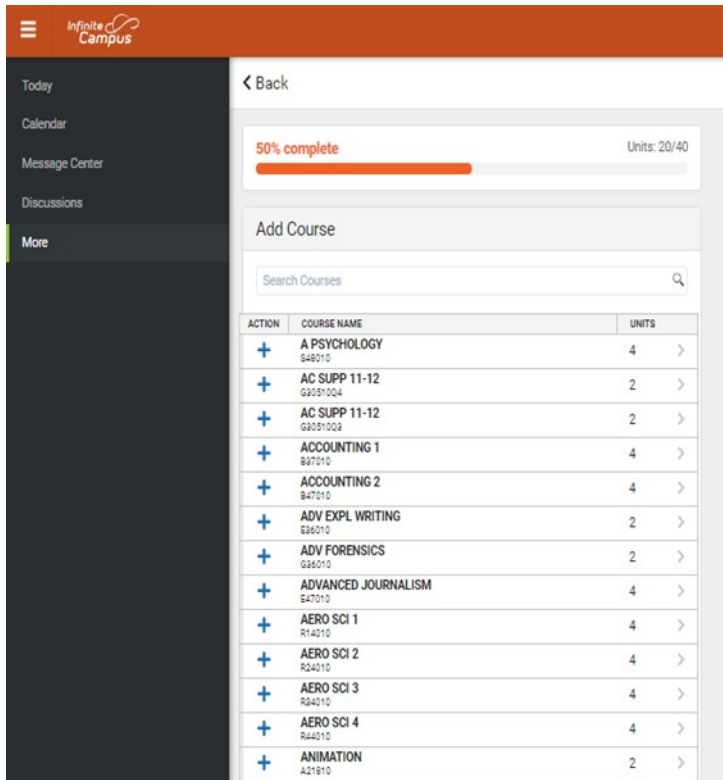 Infinite
Campus
Today
Calendar
Message Center
Discussions
More
Back
50% complete Units: 20/40
Add Course
Search Courses
ACTION COURSE NAME UNITS
A PSYCHOLOGY 4
S48010
AC SUPP 11-12 2
G30510Q4
AC SUPP 11-12 2
G30510Q3
ACCOUNTING 1 4
B37010
ACCOUNTING 2 4
B47010
ADV EXPL WRITING 2
E36010
ADV FORENSICS 2
G36010
ADVANCED JOURNALISM 4
E47010
AERO SCI 1 4
R14010
AERO SCI 2 4
R24010
AERO SCI 3 4
R34010
AERO SCI 4 4
R44010
ANIMATION 2
A21810